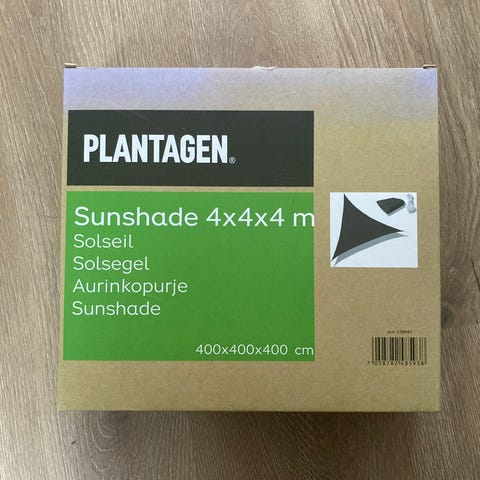 PLANTAGEN®
Sunshade 4x4x4 m
Solseil
Solsegel
Aurinkopurje
Sunshade
400x400x400 cm